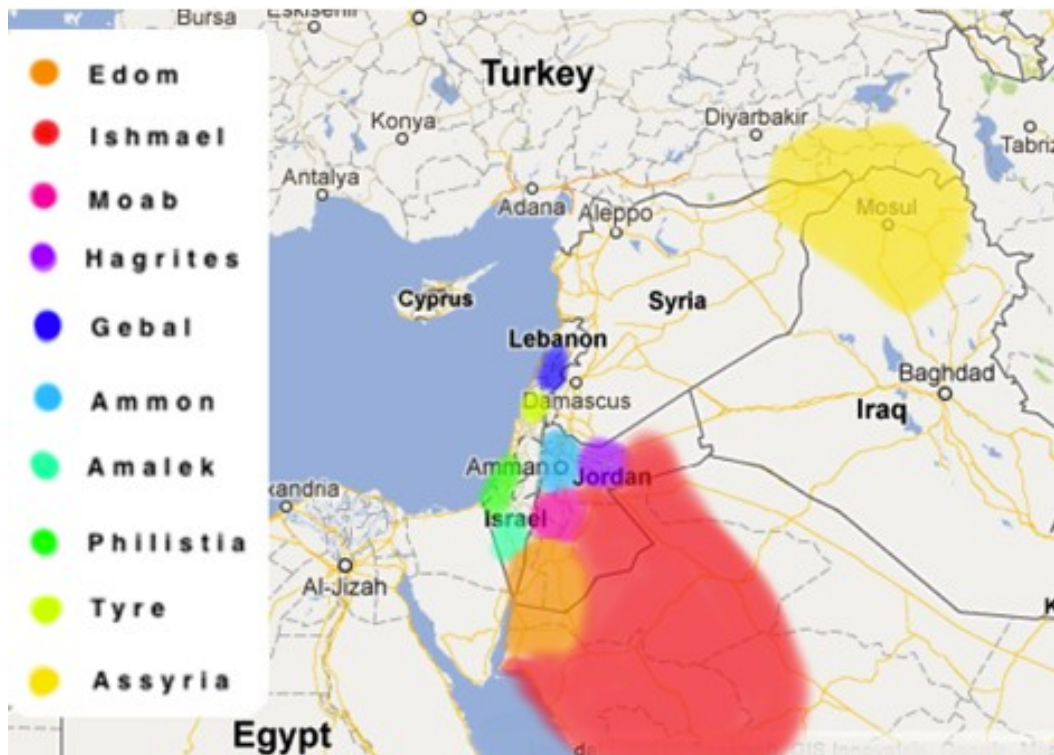 Edom
Ishmael
Moab
Hagrites
Gebal
Ammon
Amalek
Philistia
Tyre
Assyria
Bursa
Turkey
Konya
Diyarbakir
Tabriz
Antalya
Adana
Aleppo
Mosul
Cyprus
Syria
Lebanon
Damascus
Baghdad
Iraq
Amman
Jordan
xandria
Israel
Al-Jizah
K
Egypt